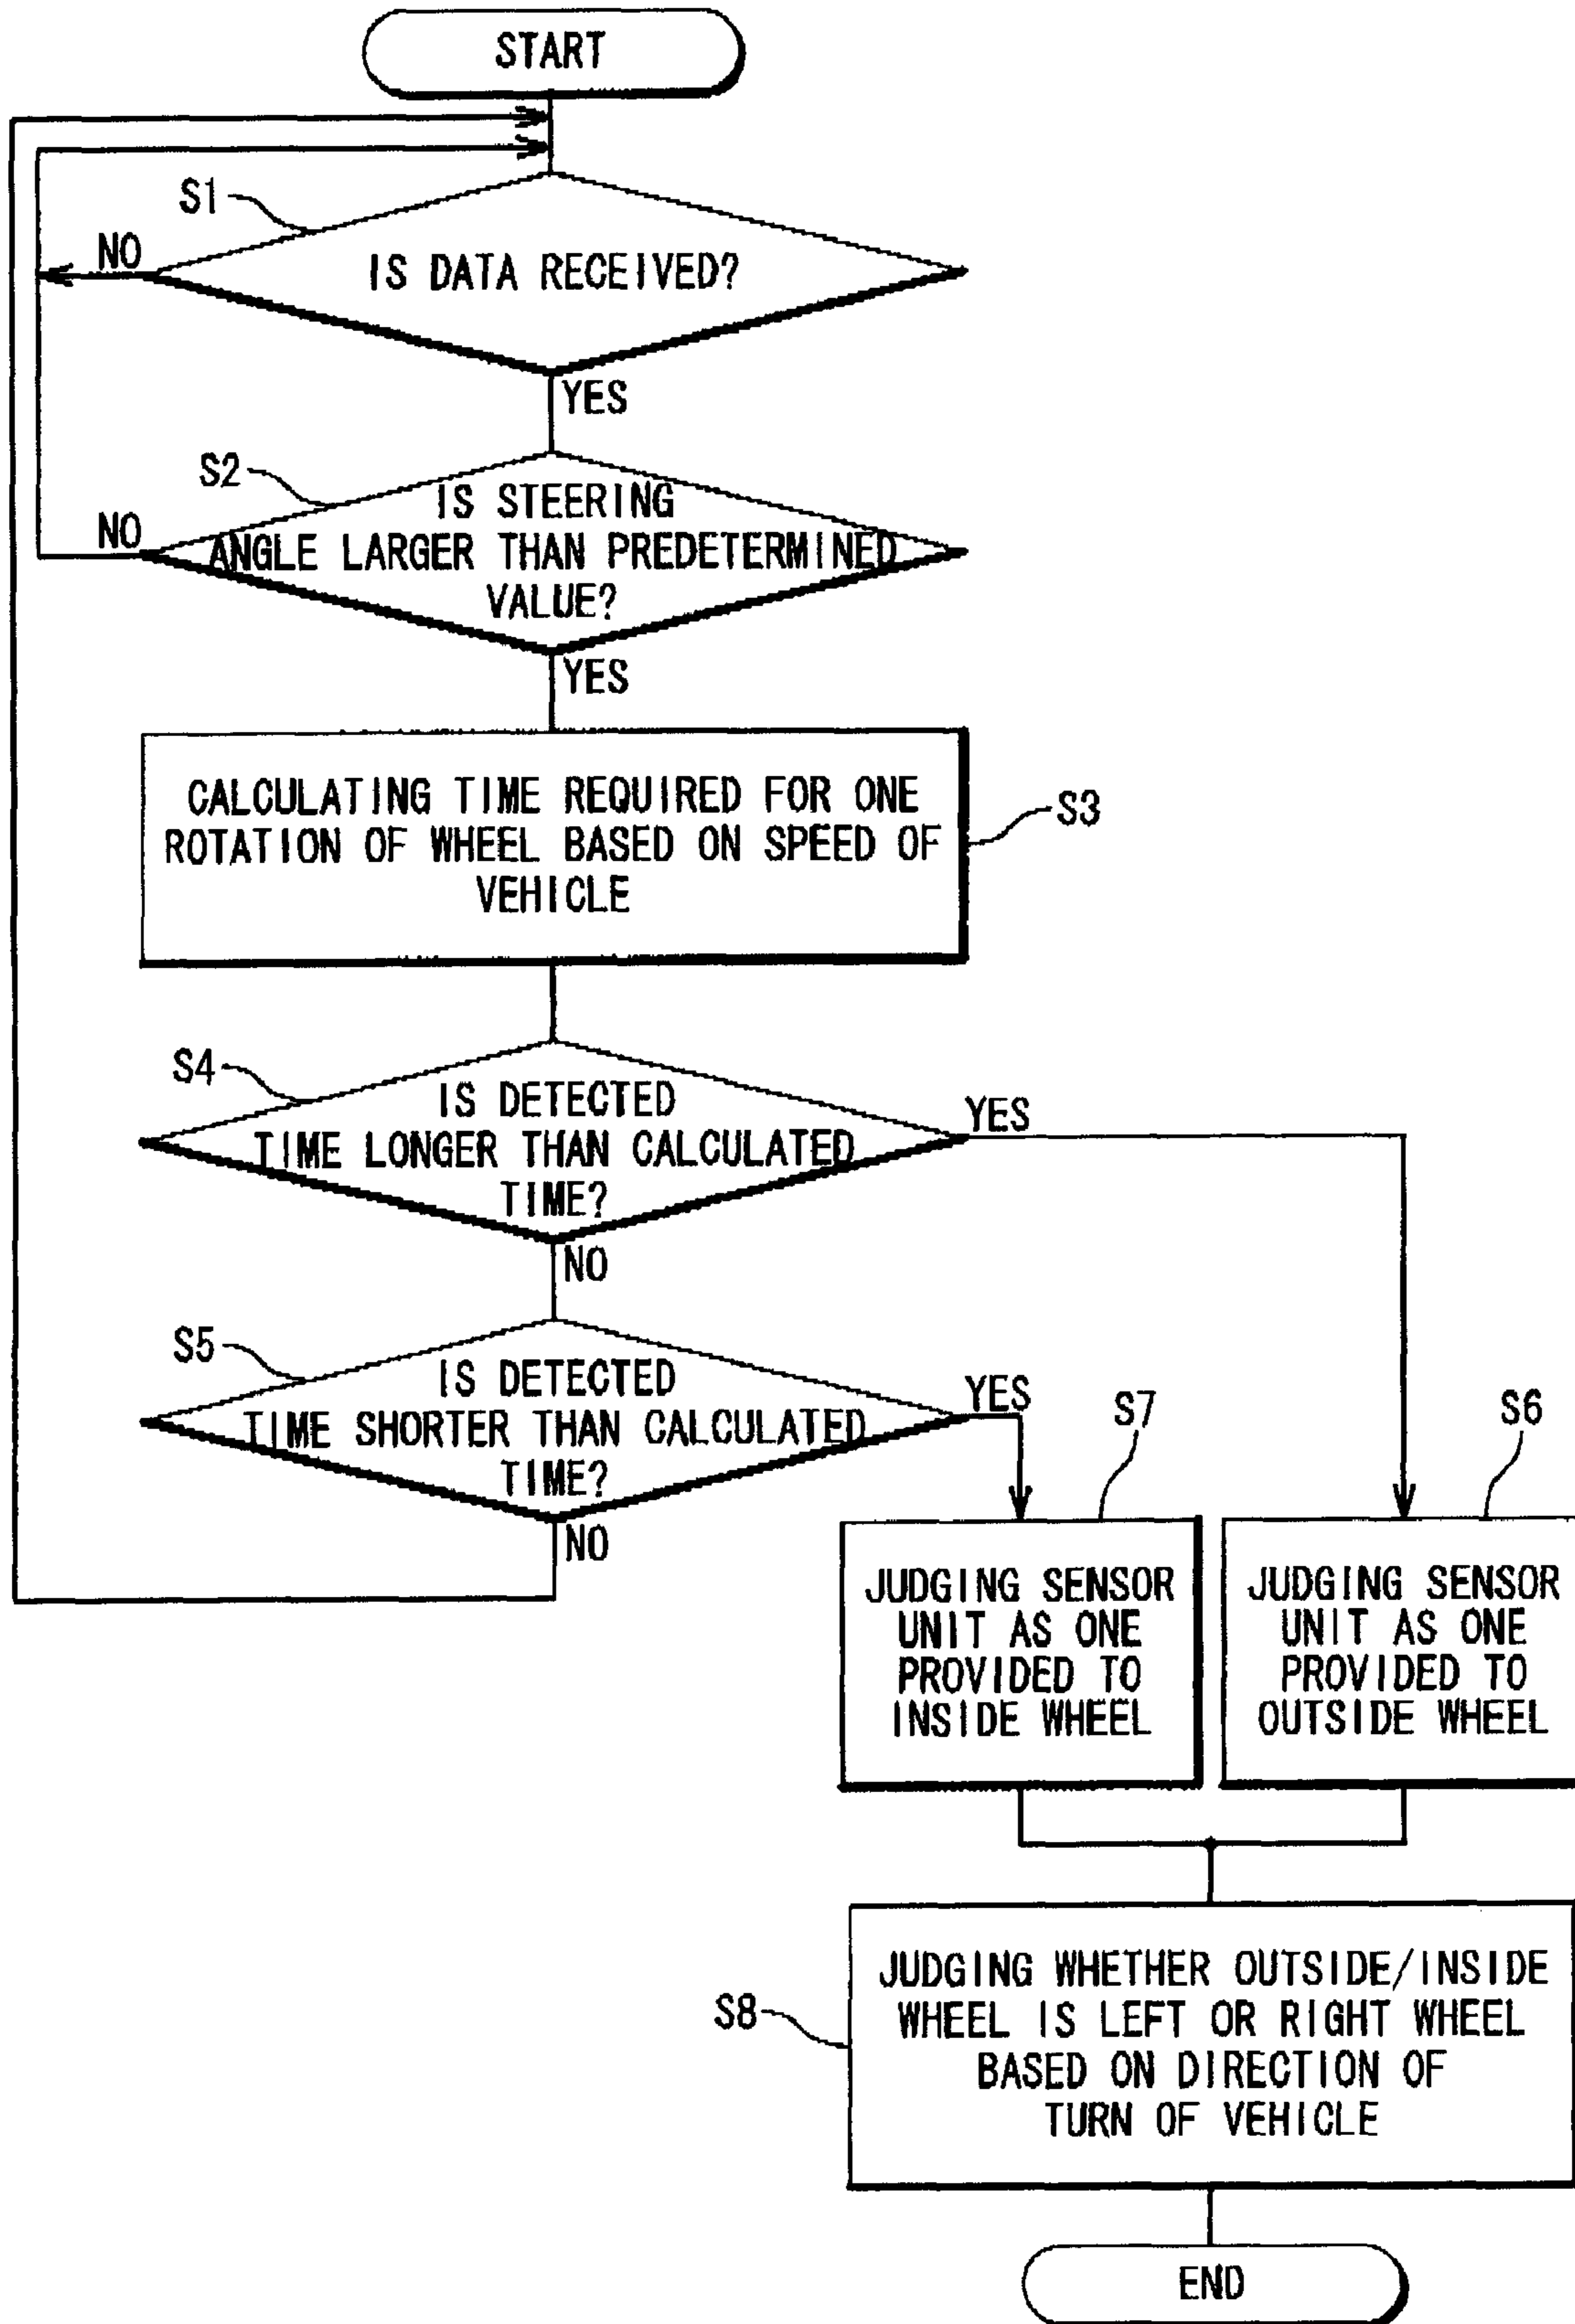 START
S1
NO
IS DATA RECEIVED?
YES
S2
NO
IS STEERING
ANGLE LARGER THAN PREDETERMINED
VALUE?
YES
CALCULATING TIME REQUIRED FOR ONE
ROTATION OF WHEEL BASED ON SPEED OF
VEHICLE
S3
S4
IS DETECTED
TIME LONGER THAN CALCULATED
TIME?
YES
NO
S5
IS DETECTED
TIME SHORTER THAN CALCULATED
TIME?
YES
NO
S7
S6
JUDGING SENSOR
UNIT AS ONE
PROVIDED TO
INSIDE WHEEL
JUDGING SENSOR
UNIT AS ONE
PROVIDED TO
OUTSIDE WHEEL
S8
JUDGING WHETHER OUTSIDE/INSIDE
WHEEL IS LEFT OR RIGHT WHEEL
BASED ON DIRECTION OF
TURN OF VEHICLE
END